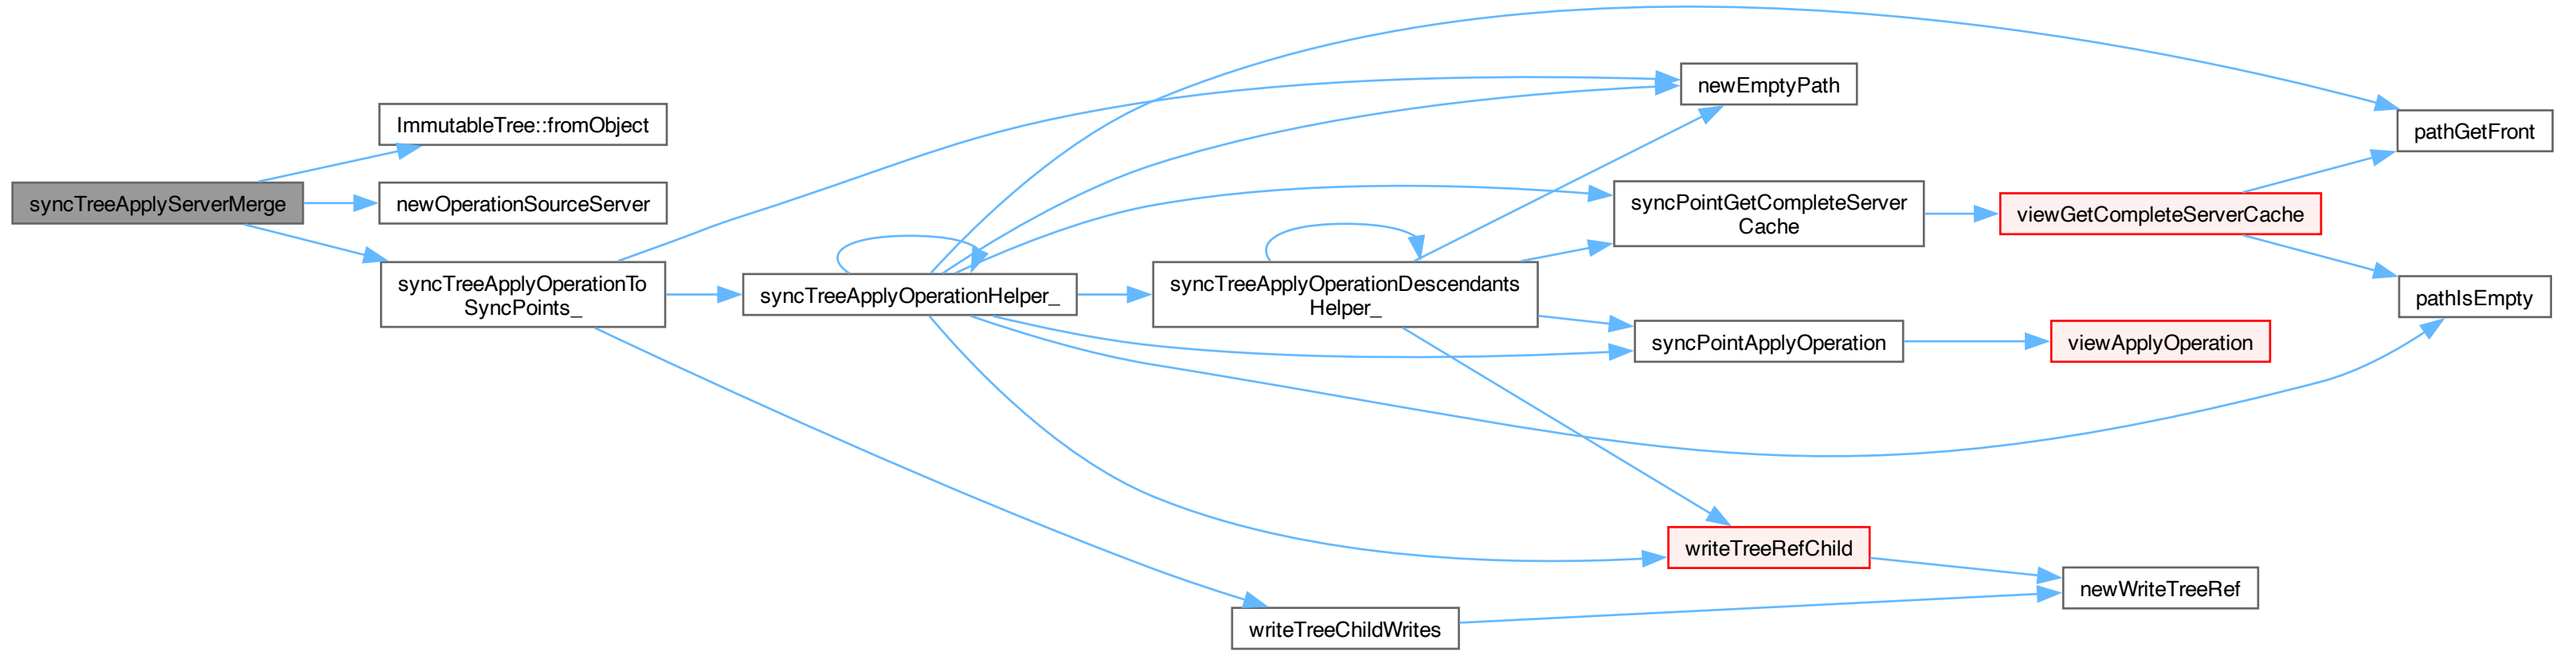 syncTreeApplyServerMerge
ImmutableTree::fromObject
newOperationSourceServer
syncTreeApplyOperationTo
SyncPoints_
syncTreeApplyOperationHelper_
syncTreeApplyOperationDescendants
Helper_
newEmptyPath
syncPointGetCompleteServer
Cache
syncPointApplyOperation
writeTreeRefChild
writeTreeChildWrites
viewGetCompleteServerCache
viewApplyOperation
newWriteTreeRef
pathGetFront
pathIsEmpty